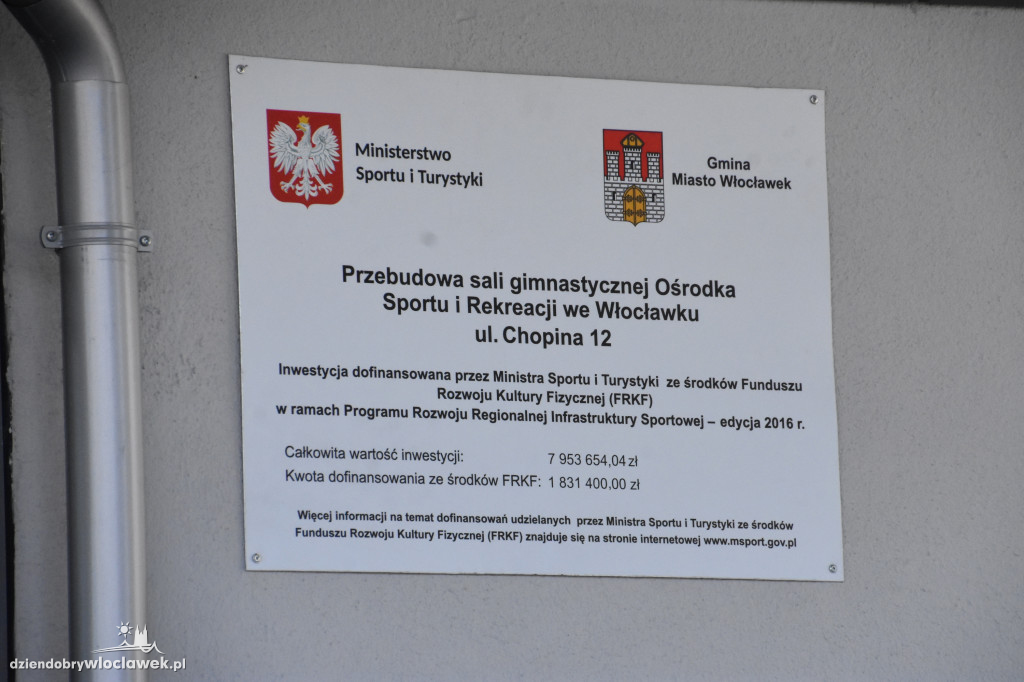 Ministerstwo
Sportu i Turystyki
Gmina
Miasto Włocławek
Przebudowa sali gimnastycznej Ośrodka
Sportu i Rekreacji we Włocławku
ul. Chopina 12
Inwestycja dofinansowana przez Ministra Sportu i Turystyki ze środków Funduszu
Rozwoju Kultury Fizycznej (FRKF)
w ramach Programu Rozwoju Regionalnej Infrastruktury Sportowej – edycja 2016 r.
Całkowita wartość inwestycji: 7 953 654,04 zł
Kwota dofinansowania ze środków FRKF: 1 831 400,00 zł
Więcej informacji na temat dofinansowań udzielanych przez Ministra Sportu i Turystyki ze środków
Funduszu Rozwoju Kultury Fizycznej (FRKF) znajduje się na stronie internetowej www.msport.gov.pl
dziendobrywloclawek.pl